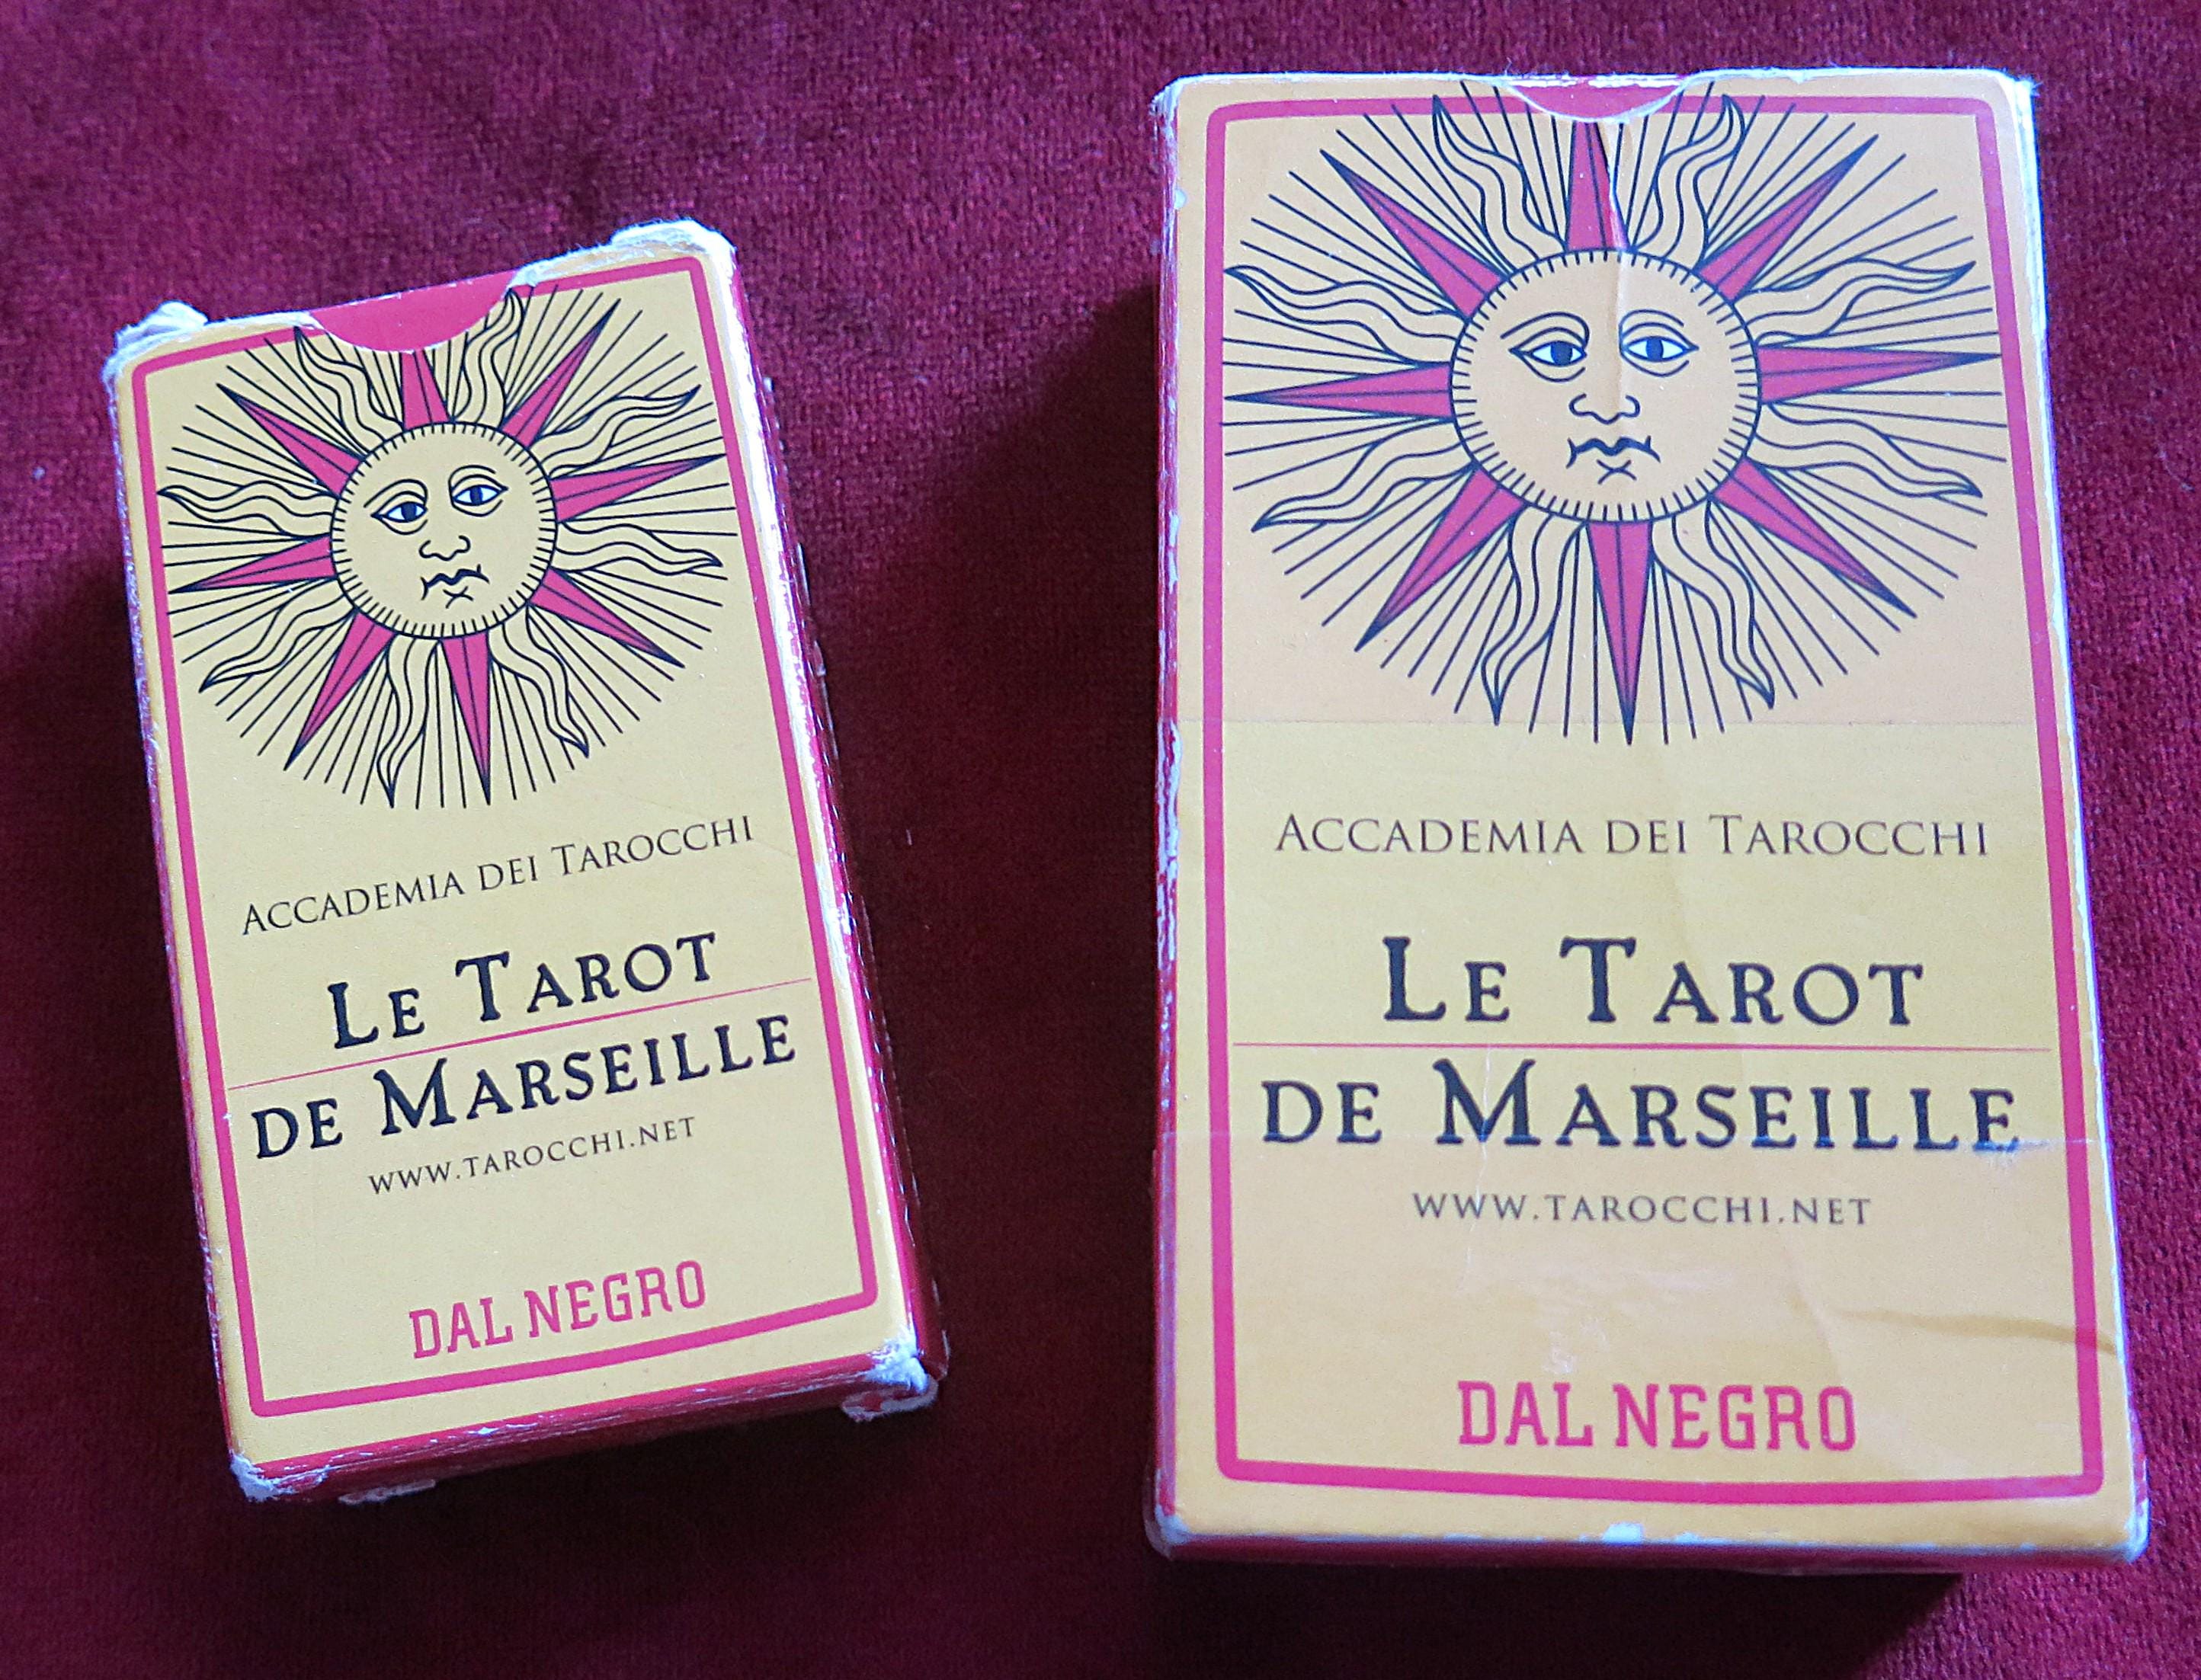 Accademia dei Tarocchi
Le Tarot
de Marseille
www.tarocchi.net
DAL NEGRO
Accademia dei Tarocchi
Le Tarot
de Marseille
www.tarocchi.net
DAL NEGRO